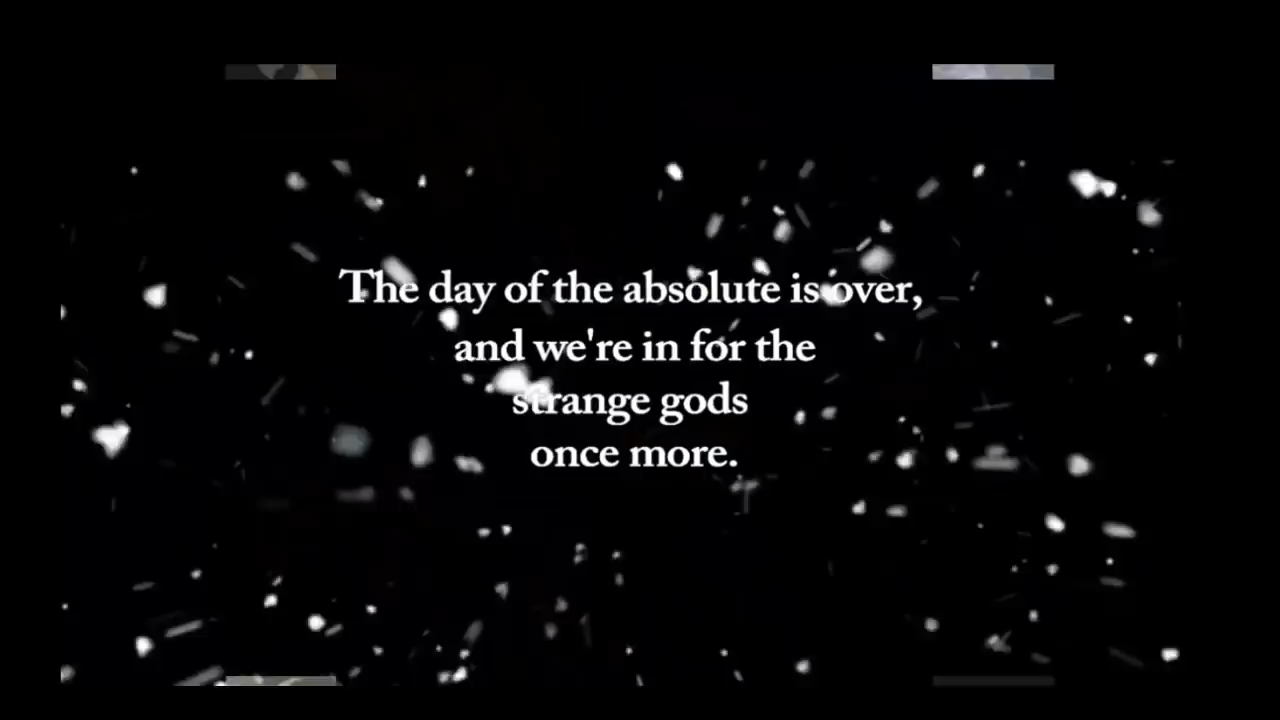 The day of the absolute is over,
and we're in for the
strange gods
once more.